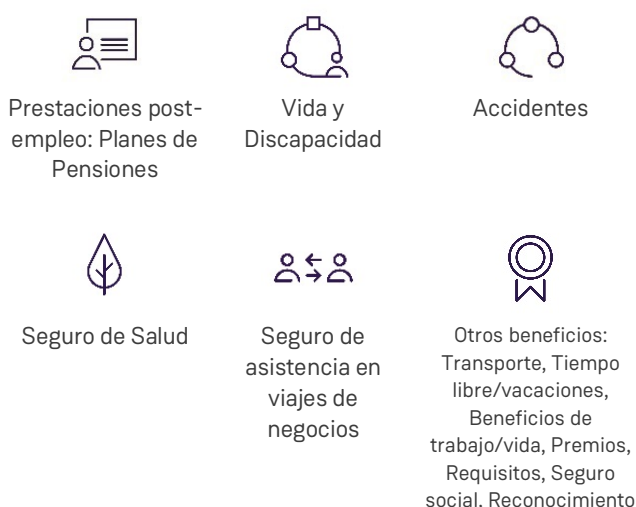 Prestaciones post-
empleo: Planes de
Pensiones
Vida y
Discapacidad
Accidentes
Seguro de Salud
Seguro de
asistencia en
viajes de
negocios
Otros beneficios:
Transporte, Tiempo
libre/vacaciones,
Beneficios de
trabajo/vida, Premios,
Requisitos, Seguro
social, Reconocimiento